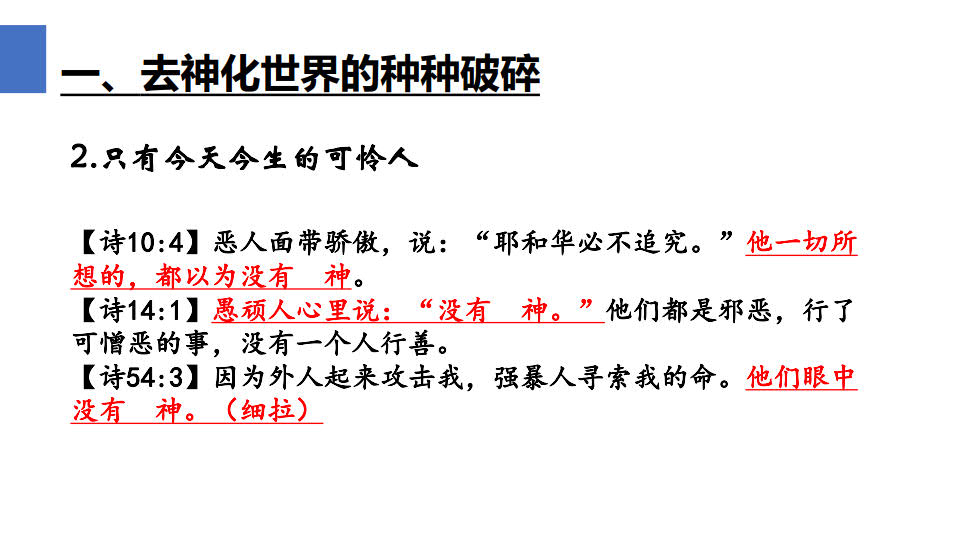 一、去神化世界的种种破碎
2.只有今天今生的可怜人
【诗10:4】恶人面带骄傲，说：“耶和华必不追究。”他一切所
想的，都以为没有　神。
【诗14:1】愚顽人心里说：“没有　神。”他们都是邪恶，行了
可憎恶的事，没有一个人行善。
【诗54:3】因为外人起来攻击我，强暴人寻索我的命。他们眼中
没有　神。（细拉）